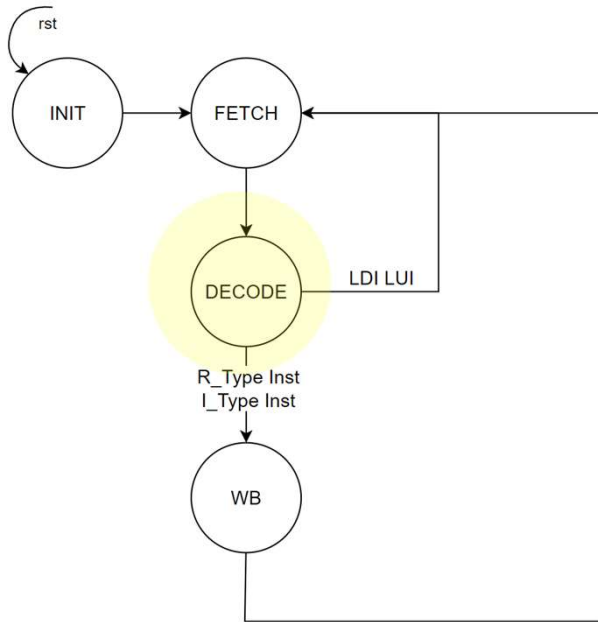 rst
INIT
FETCH
DECODE
LDI LUI
R_Type Inst
I_Type Inst
WB